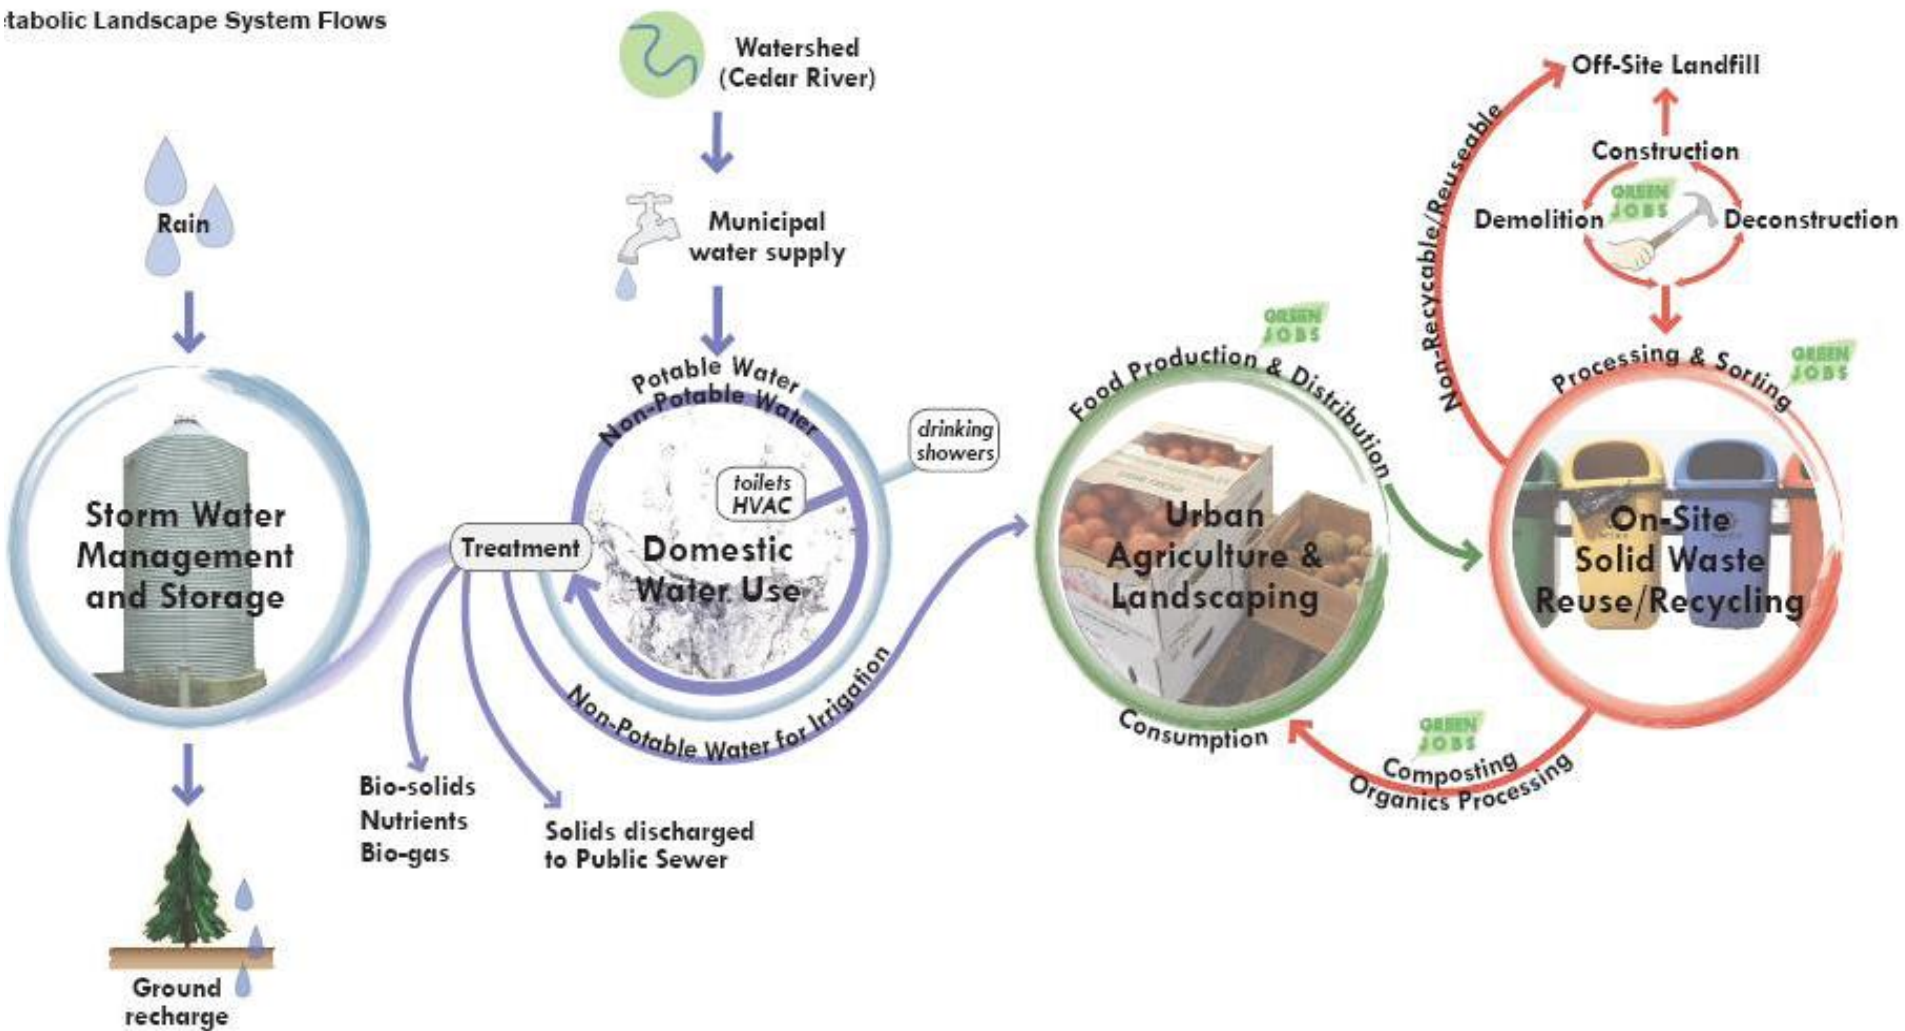 etabolic Landscape System Flows
Watershed
(Cedar River)
Rain
Municipal
water supply
Storm Water
Management
and Storage
Ground
recharge
Potable Water
Non-Potable Water
drinking
showers
toilets
HVAC
Treatment
Domestic
Water Use
Non-Potable Water for Irrigation
Bio-solids
Nutrients
Bio-gas
Solids discharged
to Public Sewer
GREEN
JOBS
Food Production & Distribution
Urban
Agriculture &
Landscaping
Consumption
GREEN
JOBS
Composting
Organics Processing
Non-Recycable/Reuseable
Off-Site Landfill
Construction
GREEN
JOBS
Demolition
Deconstruction
Processing & Sorting
GREEN
JOBS
On-Site
Solid Waste
Reuse/Recycling